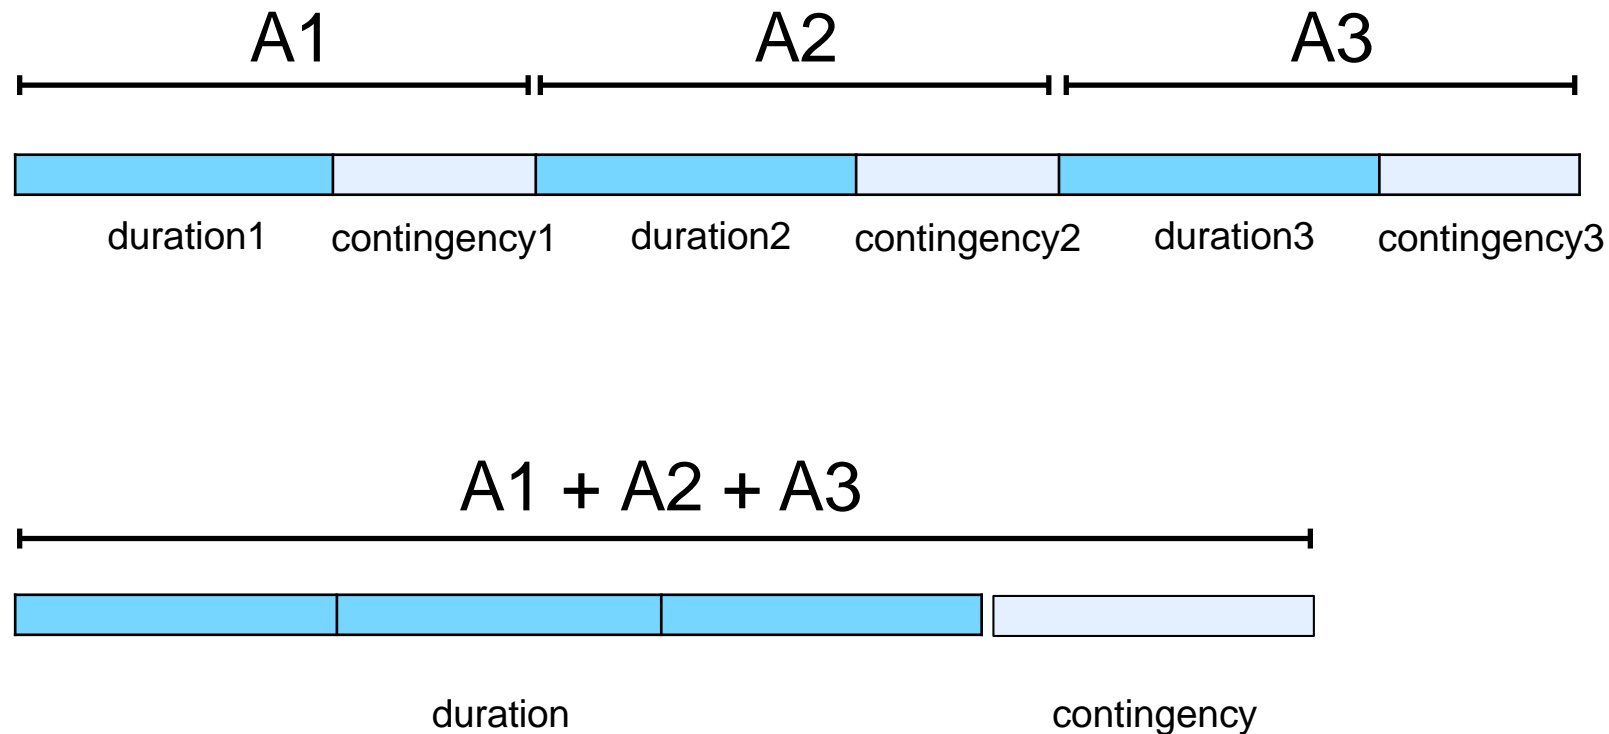 A1 A2 A3
duration1 contingency1 duration2 contingency2 duration3 contingency3
A1 + A2 + A3
duration contingency